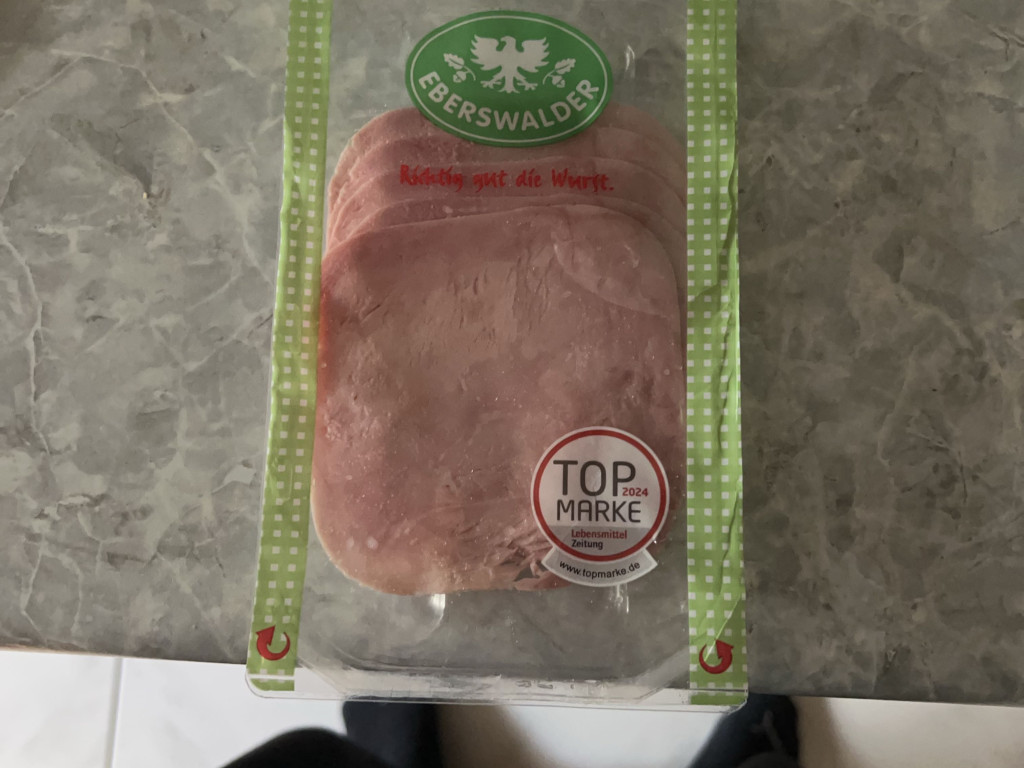 EBERSWALDER
Richtig gut die Wurst.
TOP
2024
MARKE
Lebensmittel
Zeitung
www.topmarke.de